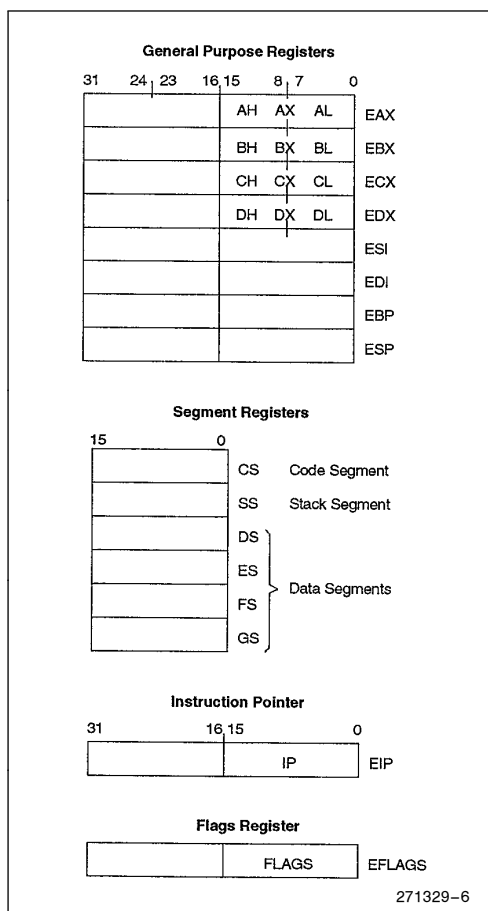 General Purpose Registers
31 24 23 16 15 8 7 0
AH AX AL EAX
BH BX BL EBX
CH CX CL ECX
DH DX DL EDX
ESI
EDI
EBP
ESP
Segment Registers
15 0
CS Code Segment
SS Stack Segment
DS
ES
Data Segments
FS
GS
Instruction Pointer
31 16 15 0
IP EIP
Flags Register
FLAGS EFLAGS
271329-6